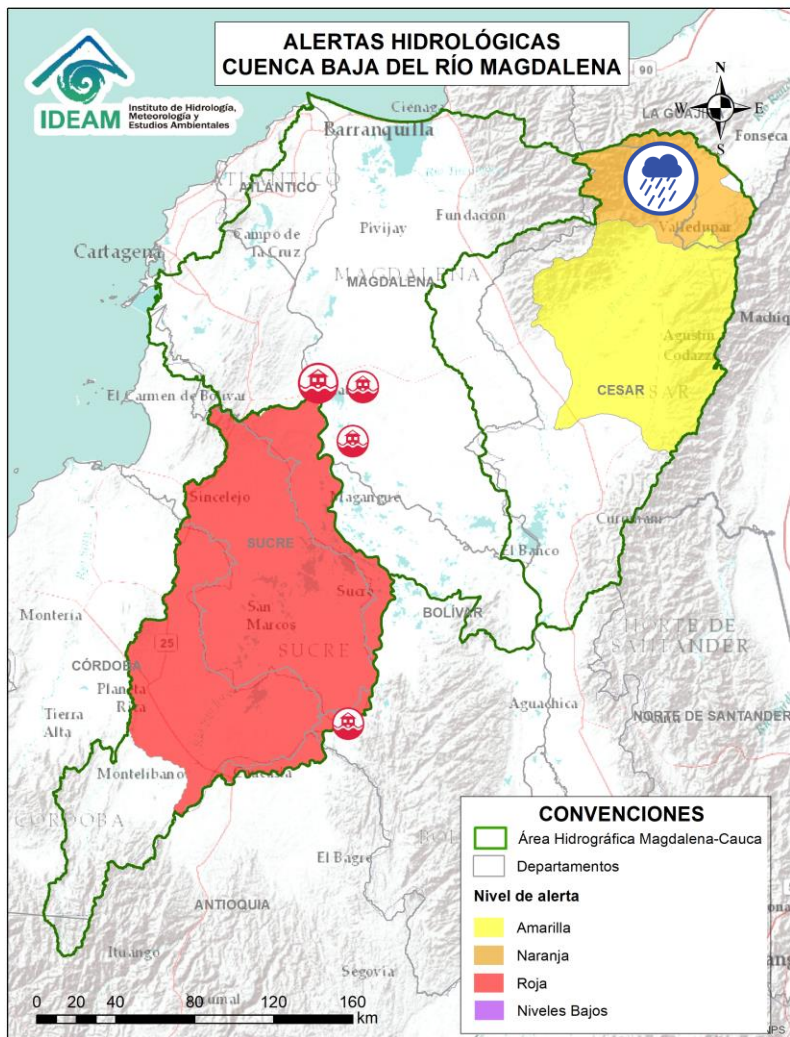 ALERTAS HIDROLÓGICAS
CUENCA BAJA DEL RÍO MAGDALENA
IDEAM
Instituto de Hidrología,
Meteorología y
Estudios Ambientales
N
W
E
S
90
LA GUAJIRA
Fonseca
Ciénaga
Barranquilla
ATLÁNTICO
ATLANTICO
Valledupar
Fundación
Pivijay
Campo de
La Cruz
Cartagena
MAGDALENA
MAGDALENA
Machiq
Agustín
Codazzi
CESAR
El Carmen de Bolívar
Sincelejo
Magangué
SUCRE
Curumaní
El Banco
Sucre
BOLÍVAR
San
Marcos
Montería
SUCRE
NORTE DE
SANTANDER
25
CÓRDOBA
Planeta
Rica
Aguachica
NORTE DE SANTANDER
Tierra
Alta
Montelíbano
CÓRDOBA
El Bagre
ANTIOQUIA
Ituango
Segovia
0 20 40 80 120 160
km
CONVENCIONES
Área Hidrográfica Magdalena-Cauca
Departamentos
Nivel de alerta
Amarilla
Naranja
Roja
Niveles Bajos